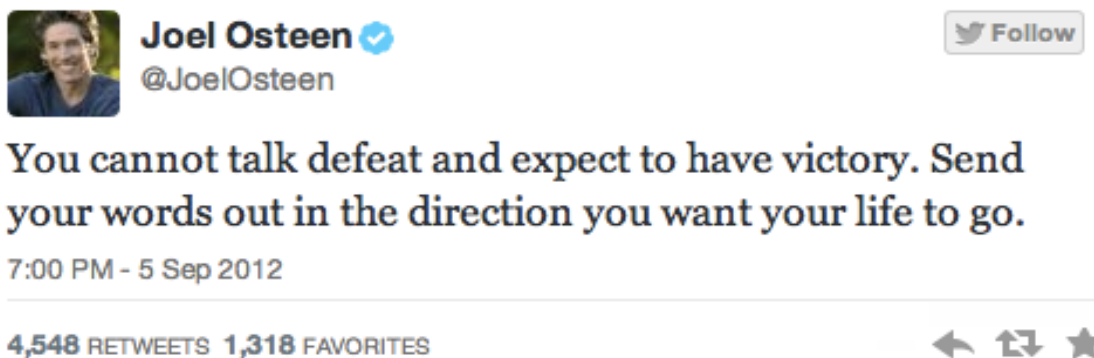 Joel Osteen
Follow
@JoelOsteen
You cannot talk defeat and expect to have victory. Send
your words out in the direction you want your life to go.
7:00 PM - 5 Sep 2012
4,548 RETWEETS 1,318 FAVORITES